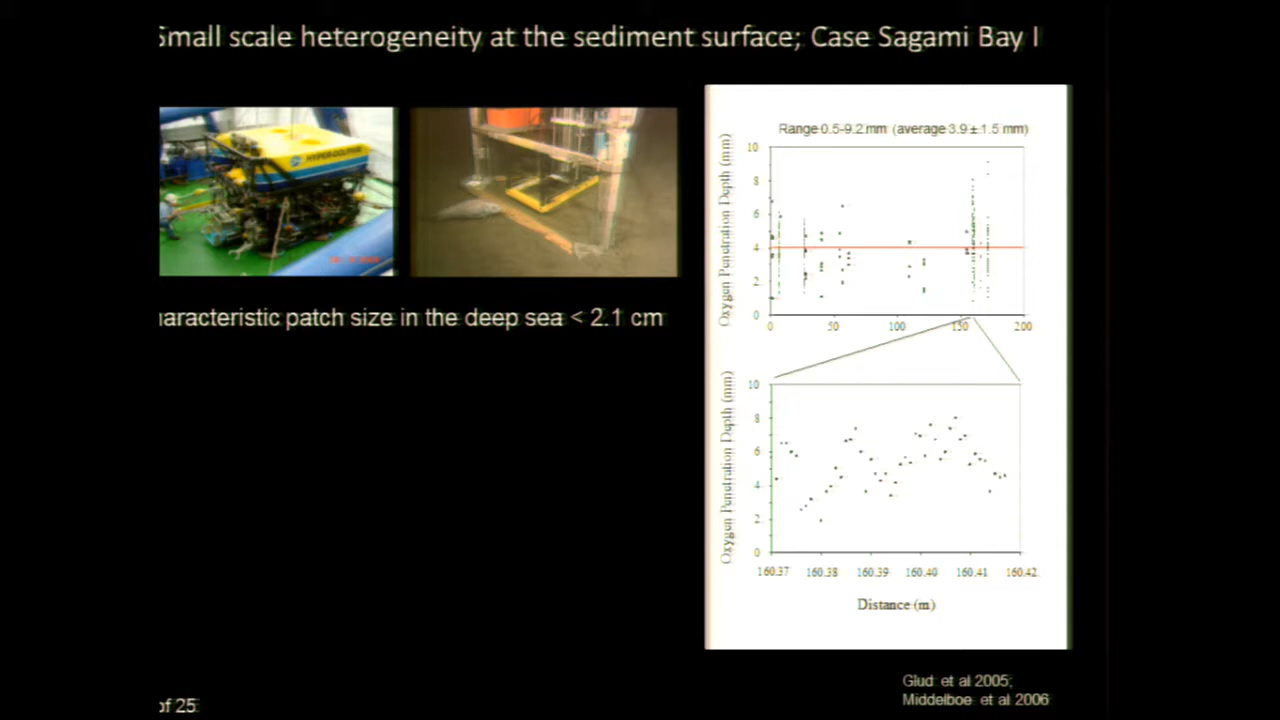 Small scale heterogeneity at the sediment surface; Case Sagami Bay I
HYPER-DOLPHIN
haracteristic patch size in the deep sea < 2.1 cm
Range 0.5-9.2 mm (average 3.9 ± 1.5 mm)
Oxygen Penetration Depth (mm)
10
8
6
4
2
0
0 50 100 150 200
Oxygen Penetration Depth (mm)
10
8
6
4
2
0
160.37 160.38 160.39 160.40 160.41 160.42
Distance (m)
Glud et al 2005;
Middelboe et al 2006
of 25